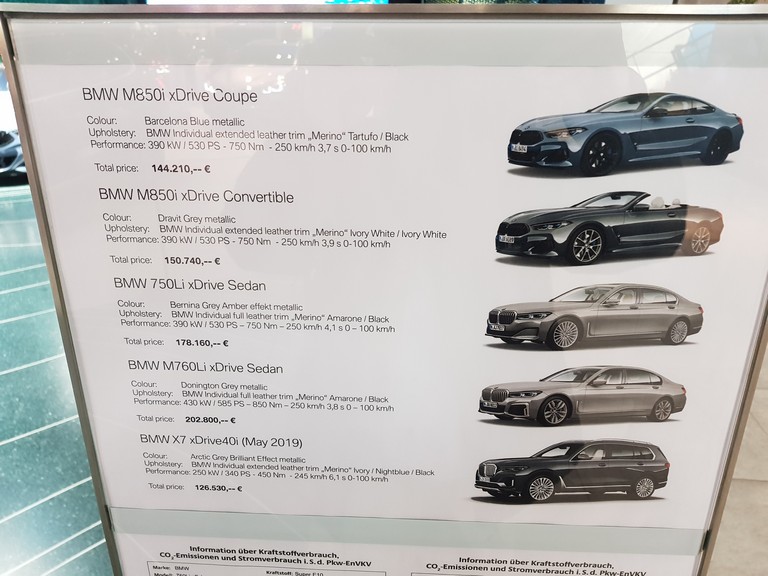 BMW M850i xDrive Coupe
Colour: Barcelona Blue metallic
Upholstery: BMW Individual extended leather trim „Merino“ Tartufo / Black
Performance: 390 kW / 530 PS - 750 Nm - 250 km/h 3,7 s 0-100 km/h
Total price: 144.210,-- €
BMW M850i xDrive Convertible
Colour: Dravit Grey metallic
Upholstery: BMW Individual extended leather trim „Merino“ Ivory White / Ivory White
Performance: 390 kW / 530 PS - 750 Nm - 250 km/h 3,9 s 0-100 km/h
Total price: 150.740,-- €
BMW 750Li xDrive Sedan
Colour: Bernina Grey Amber effekt metallic
Upholstery: BMW Individual full leather trim „Merino“ Amarone / Black
Performance: 390 kW / 530 PS – 750 Nm – 250 km/h 4,1 s 0 – 100 km/h
Total price: 178.160,-- €
BMW M760Li xDrive Sedan
Colour: Donington Grey metallic
Upholstery: BMW Individual full leather trim „Merino“ Amarone / Black
Performance: 430 kW / 585 PS – 850 Nm – 250 km/h 3,8 s 0 – 100 km/h
Total price: 202.800,-- €
BMW X7 xDrive40i (May 2019)
Colour: Arctic Grey Brilliant Effect metallic
Upholstery: BMW Individual extended leather trim „Merino“ Ivory / Nightblue / Black
Performance: 250 kW / 340 PS - 450 Nm - 245 km/h 6,1 s 0-100 km/h
Total price: 126.530,-- €
Information über Kraftstoffverbrauch,
CO₂-Emissionen und Stromverbrauch i.S.d. Pkw-EnVKV
Marke: BMW
Kraftstoff: Super E10
Information über Kraftstoffverbrauch,
CO₂-Emissionen und Stromverbrauch i.S.d. Pkw-EnVKV